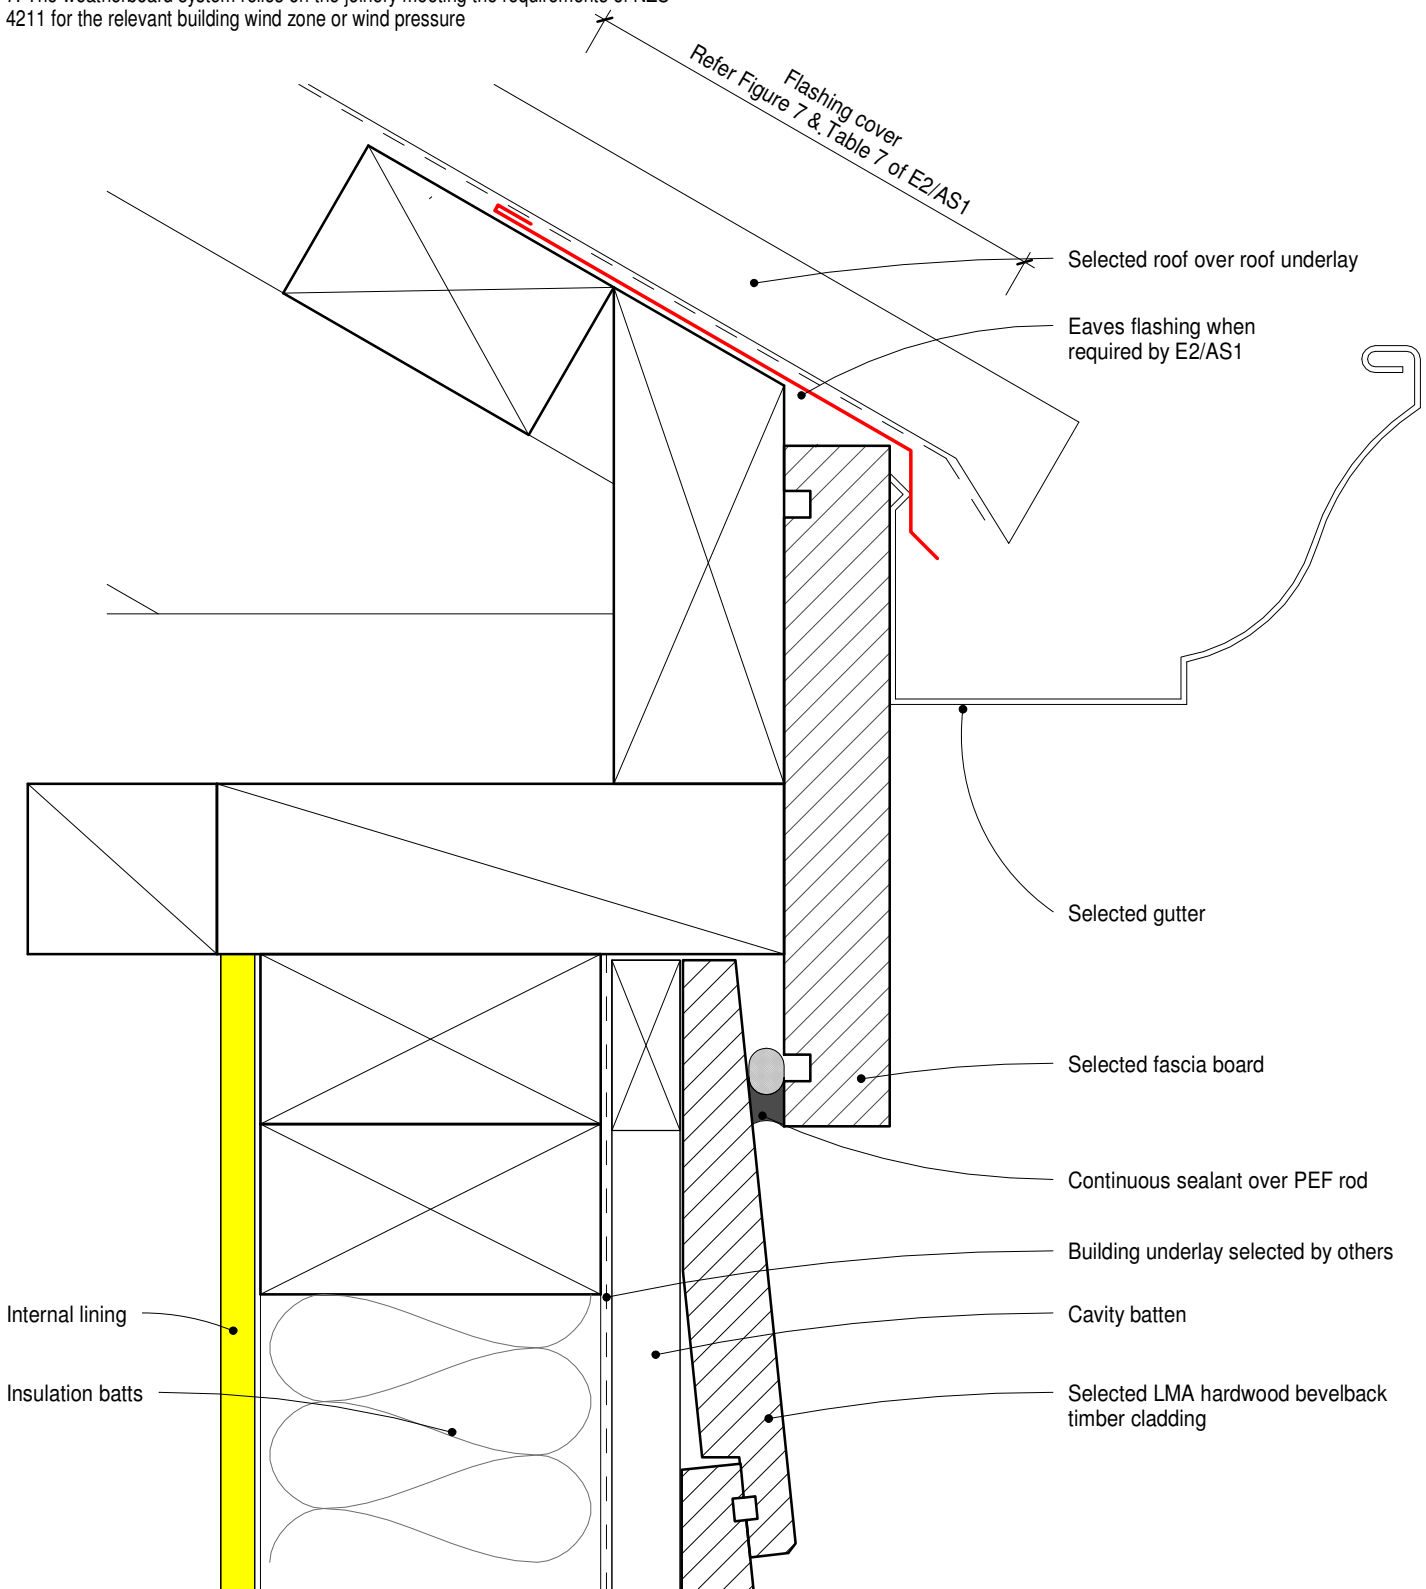 4211 for the relevant building wind zone or wind pressure
Flashing cover
Refer Figure 7 & Table 7 of E2/AS1
Selected roof over roof underlay
Eaves flashing when
required by E2/AS1
Selected gutter
Selected fascia board
Continuous sealant over PEF rod
Building underlay selected by others
Internal lining
Cavity batten
Insulation batts
Selected LMA hardwood bevelback
timber cladding